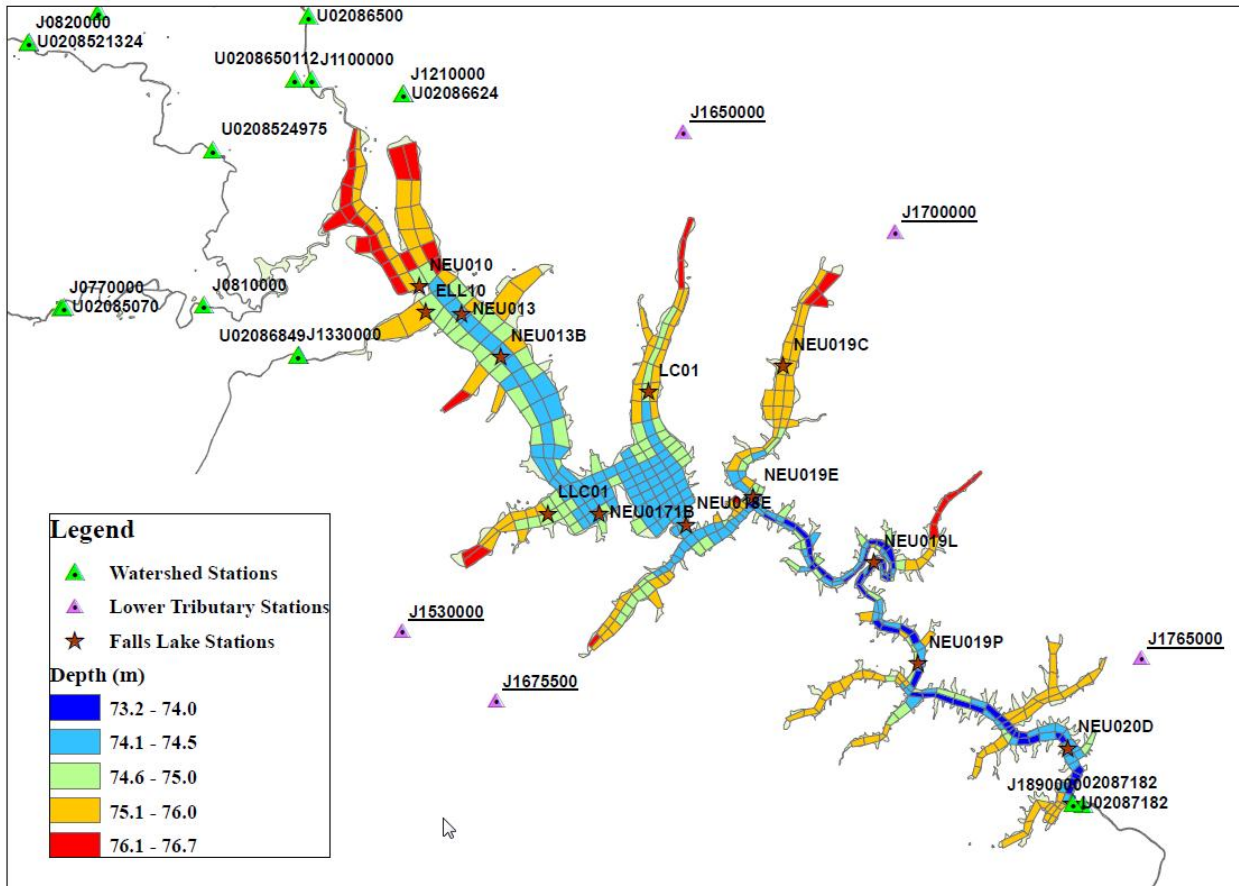 J0820000
U0208521324
U02086500
U0208650112
J1100000
J1210000
U02086624
J1650000
U0208524975
J1700000
NEU010
J0770000
U02085070
J0810000
ELL10
NEU013
U02086849
J1330000
NEU013B
NEU019C
LC01
NEU019E
LLC01
NEU0171B
NEU018E
NEU019L
J1530000
NEU019P
J1765000
J1675500
NEU020D
J1890000
02087182
U02087182
Legend
Watershed Stations
Lower Tributary Stations
Falls Lake Stations
Depth (m)
73.2 - 74.0
74.1 - 74.5
74.6 - 75.0
75.1 - 76.0
76.1 - 76.7